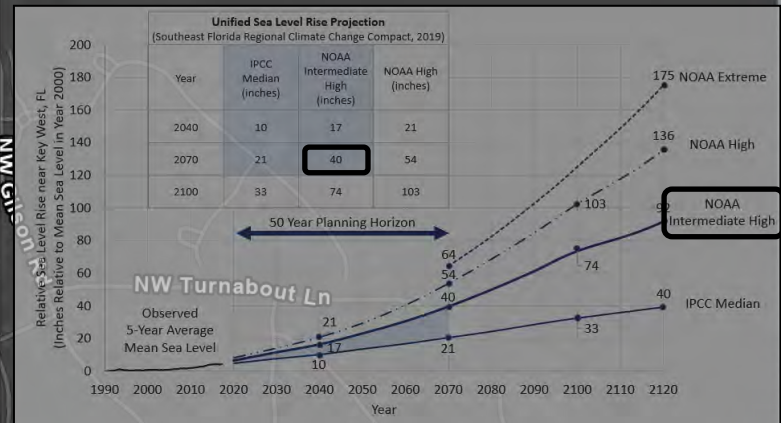 Unified Sea Level Rise Projection
(Southeast Florida Regional Climate Change Compact, 2019)
Year
IPCC
Median
(inches)
NOAA
Intermediate
High
(inches)
NOAA High
(inches)
2040 10 17 21
2070 21 40 54
2100 33 74 103
50 Year Planning Horizon
Relative Sea Level Rise near Key West, FL
(Inches Relative to Mean Sea Level in Year 2000)
200
180
160
140
120
100
80
60
40
20
0
175 NOAA Extreme
136
NOAA High
103
92
NOAA
Intermediate High
74
64
54
40
40
IPCC Median
33
21
21
17
10
Observed
5-Year Average
Mean Sea Level
NW Turnabout Ln
NW Gilson Rd
1990 2000 2010 2020 2030 2040 2050 2060 2070 2080 2090 2100 2110 2120
Year